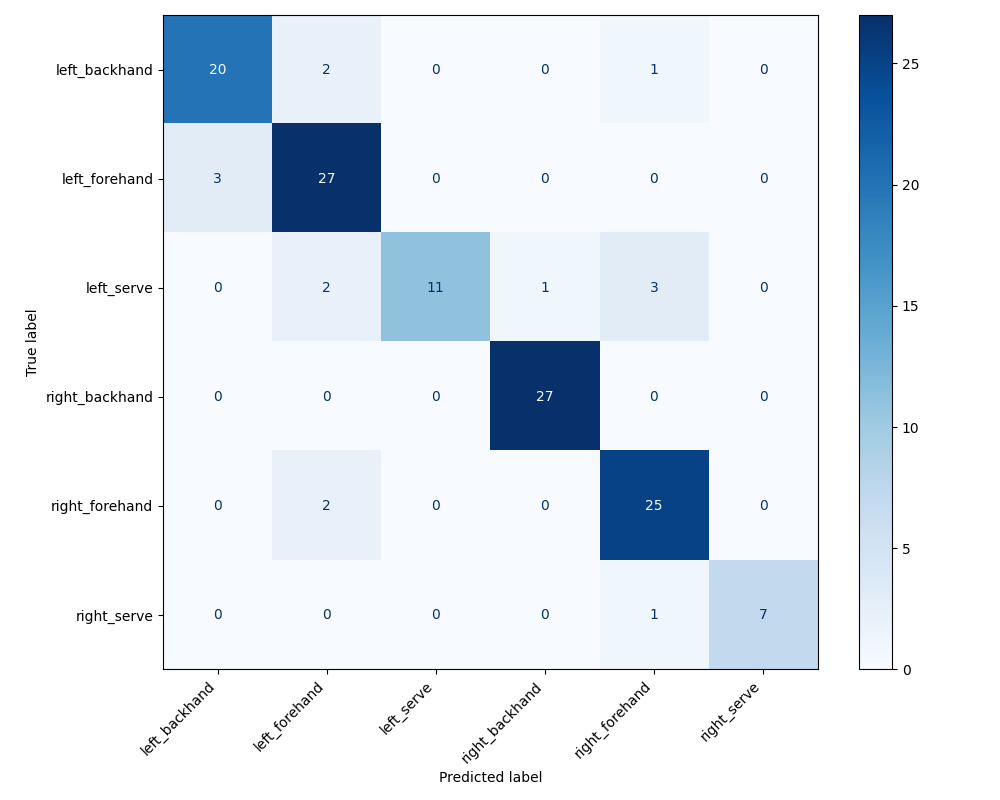 left_backhand 20 2 0 0 1 0
left_forehand 3 27 0 0 0 0
left_serve 0 2 11 1 3 0
right_backhand 0 0 0 27 0 0
right_forehand 0 2 0 0 25 0
right_serve 0 0 0 0 1 7
True label
left_backhand left_forehand left_serve right_backhand right_forehand right_serve
Predicted label
25
20
15
10
5
0